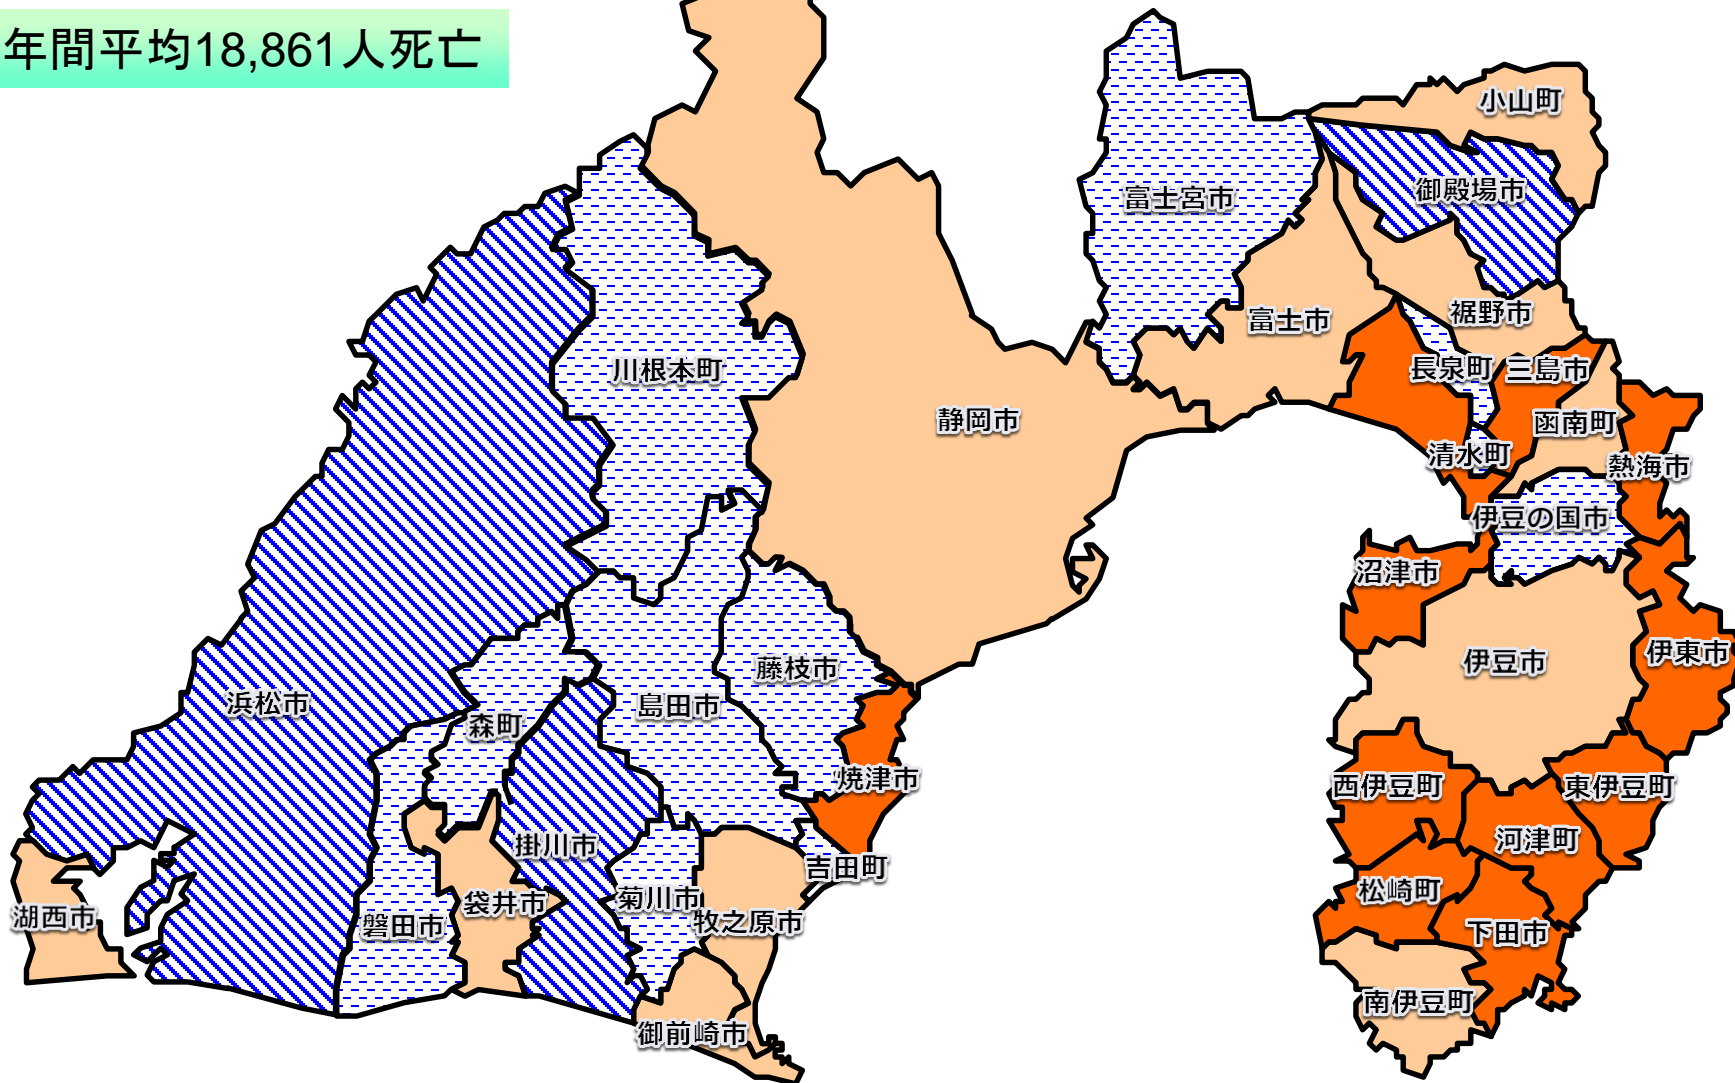 年間平均18,861人死亡
小山町
御殿場市
富士宮市
裾野市
富士市
長泉町
三島市
川根本町
静岡市
函南町
清水町
熱海市
伊豆の国市
沼津市
伊東市
伊豆市
藤枝市
浜松市
島田市
森町
焼津市
西伊豆町
東伊豆町
掛川市
河津町
吉田町
松崎町
菊川市
袋井市
湖西市
磐田市
牧之原市
下田市
南伊豆町
御前崎市